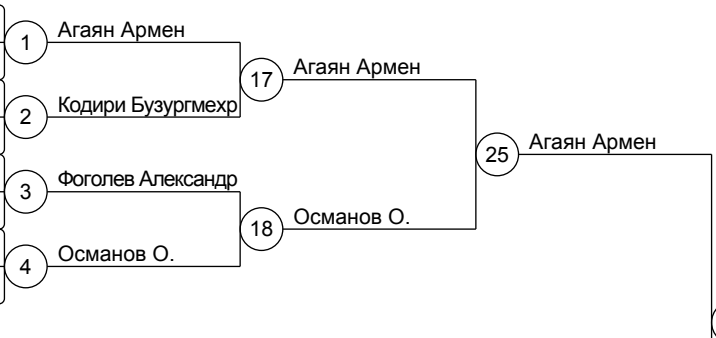 1 Агаян Армен
17 Агаян Армен
2 Кодири Бузургмехр
25 Агаян Армен
3 Фоголев Александр
18 Османов О.
4 Османов О.